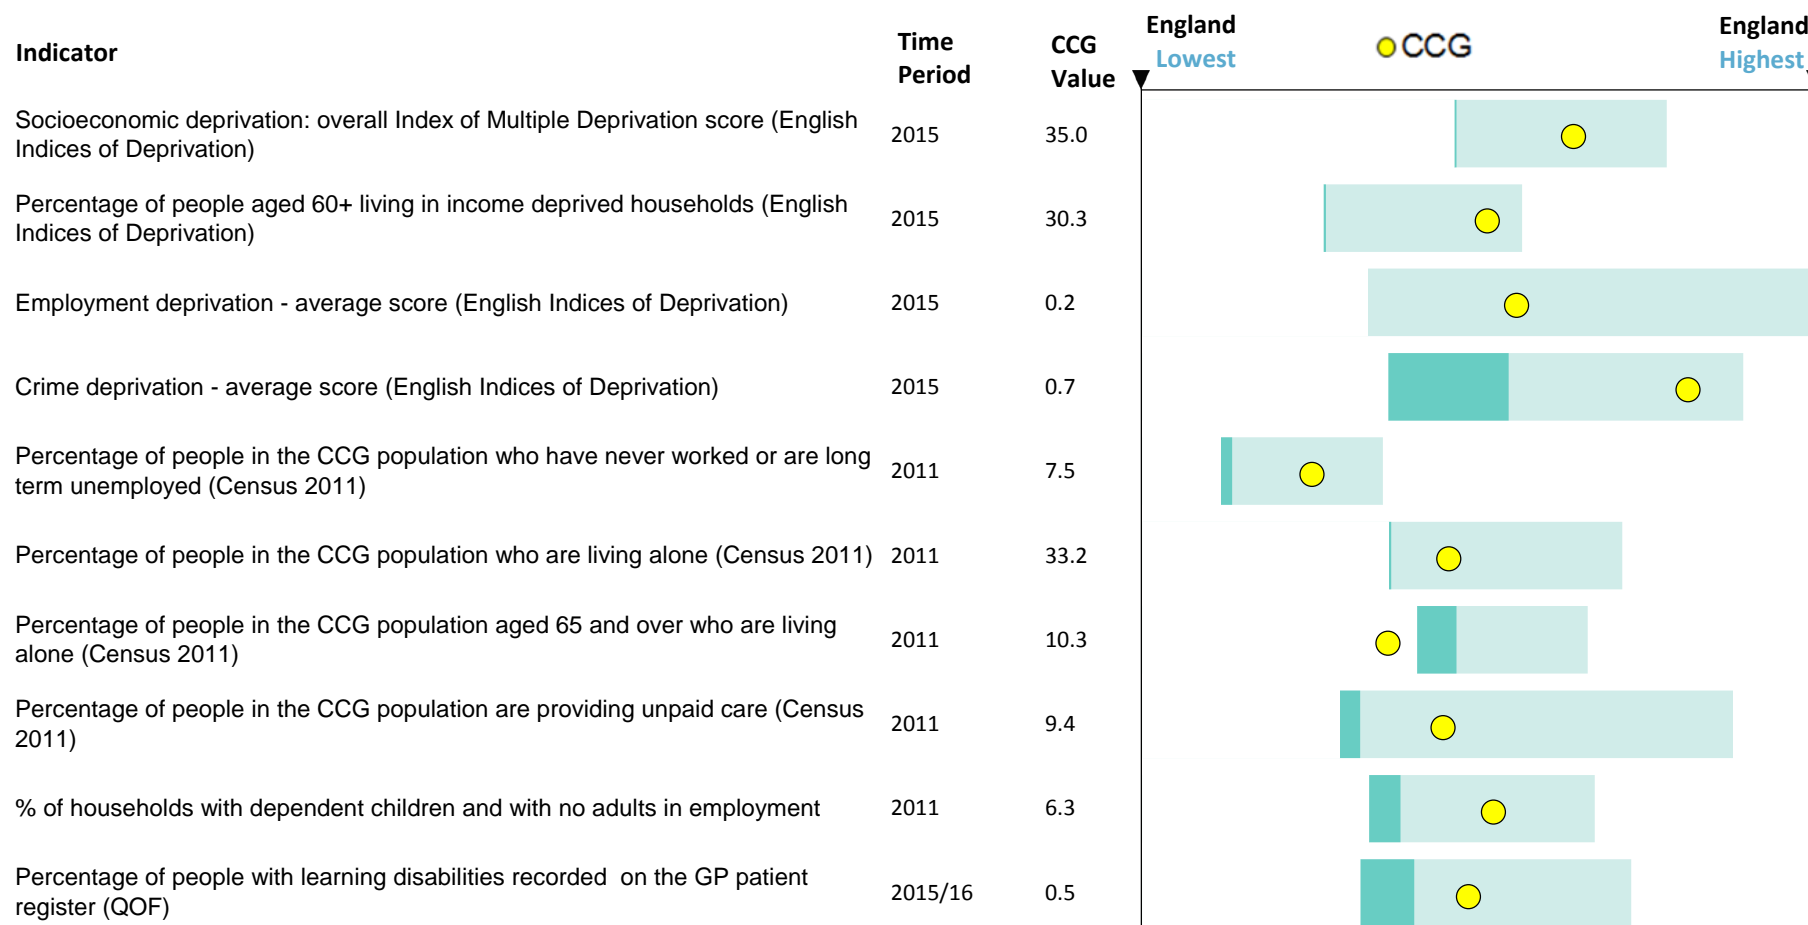 Indicator
Time Period
CCG Value
England Lowest
CCG
England Highest
Socioeconomic deprivation: overall Index of Multiple Deprivation score (English
Indices of Deprivation)
2015
35.0
Percentage of people aged 60+ living in income deprived households (English
Indices of Deprivation)
2015
30.3
Employment deprivation - average score (English Indices of Deprivation)
2015
0.2
Crime deprivation - average score (English Indices of Deprivation)
2015
0.7
Percentage of people in the CCG population who have never worked or are long
term unemployed (Census 2011)
2011
7.5
Percentage of people in the CCG population who are living alone (Census 2011)
2011
33.2
Percentage of people in the CCG population aged 65 and over who are living
alone (Census 2011)
2011
10.3
Percentage of people in the CCG population are providing unpaid care (Census
2011)
2011
9.4
% of households with dependent children and with no adults in employment
2011
6.3
Percentage of people with learning disabilities recorded on the GP patient
register (QOF)
2015/16
0.5